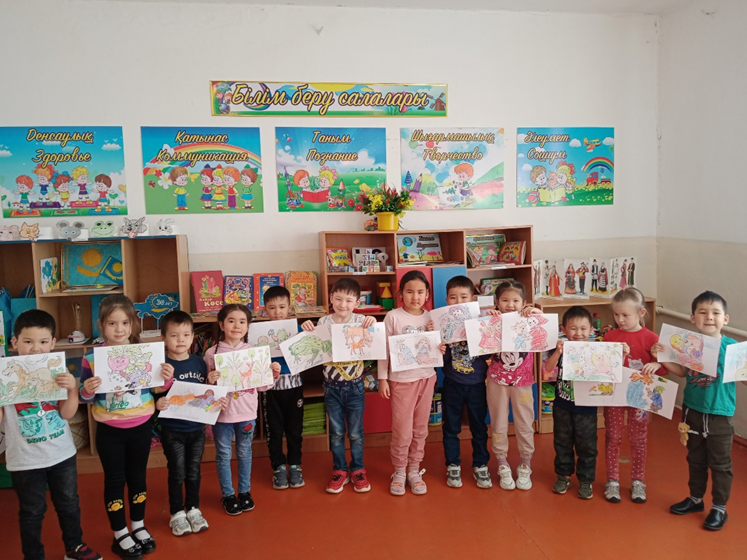 Білім беру салалары
Денсаулық
Здоровье
Қатынас
Коммуникация
Таным
Познание
Шығармашылық
Творчество
Әлеумет
Социум